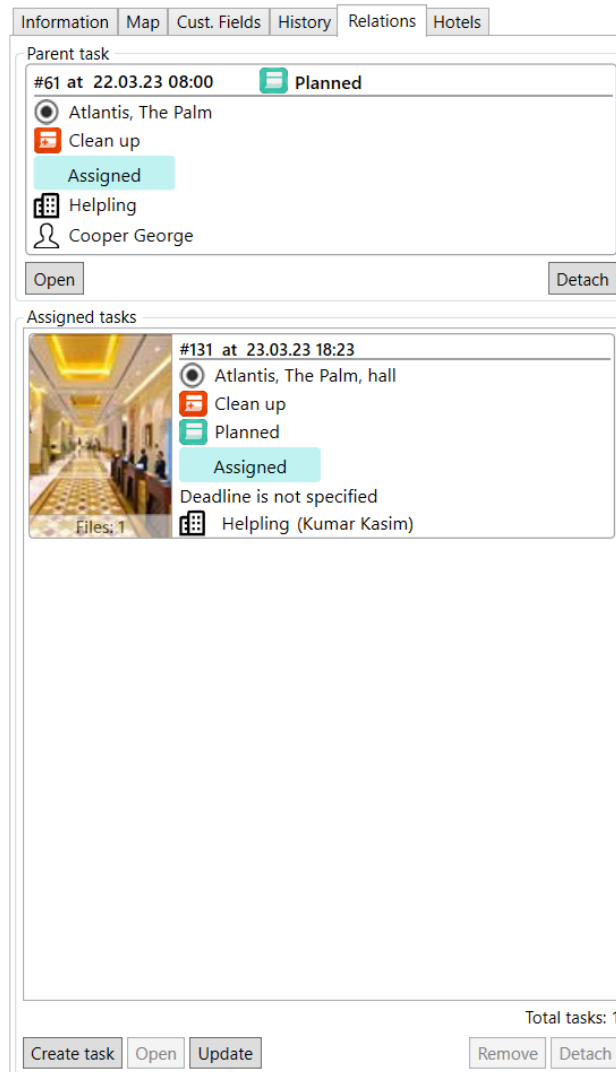 Information Map Cust. Fields History Relations Hotels
Parent task
#61 at 22.03.23 08:00 Planned
Atlantis, The Palm
Clean up
Assigned
Helpling
Cooper George
Open Detach
Assigned tasks
#131 at 23.03.23 18:23
Atlantis, The Palm, hall
Clean up
Planned
Assigned
Deadline is not specified
Files: 1
Helpling (Kumar Kasim)
Total tasks: 1
Create task Open Update Remove Detach